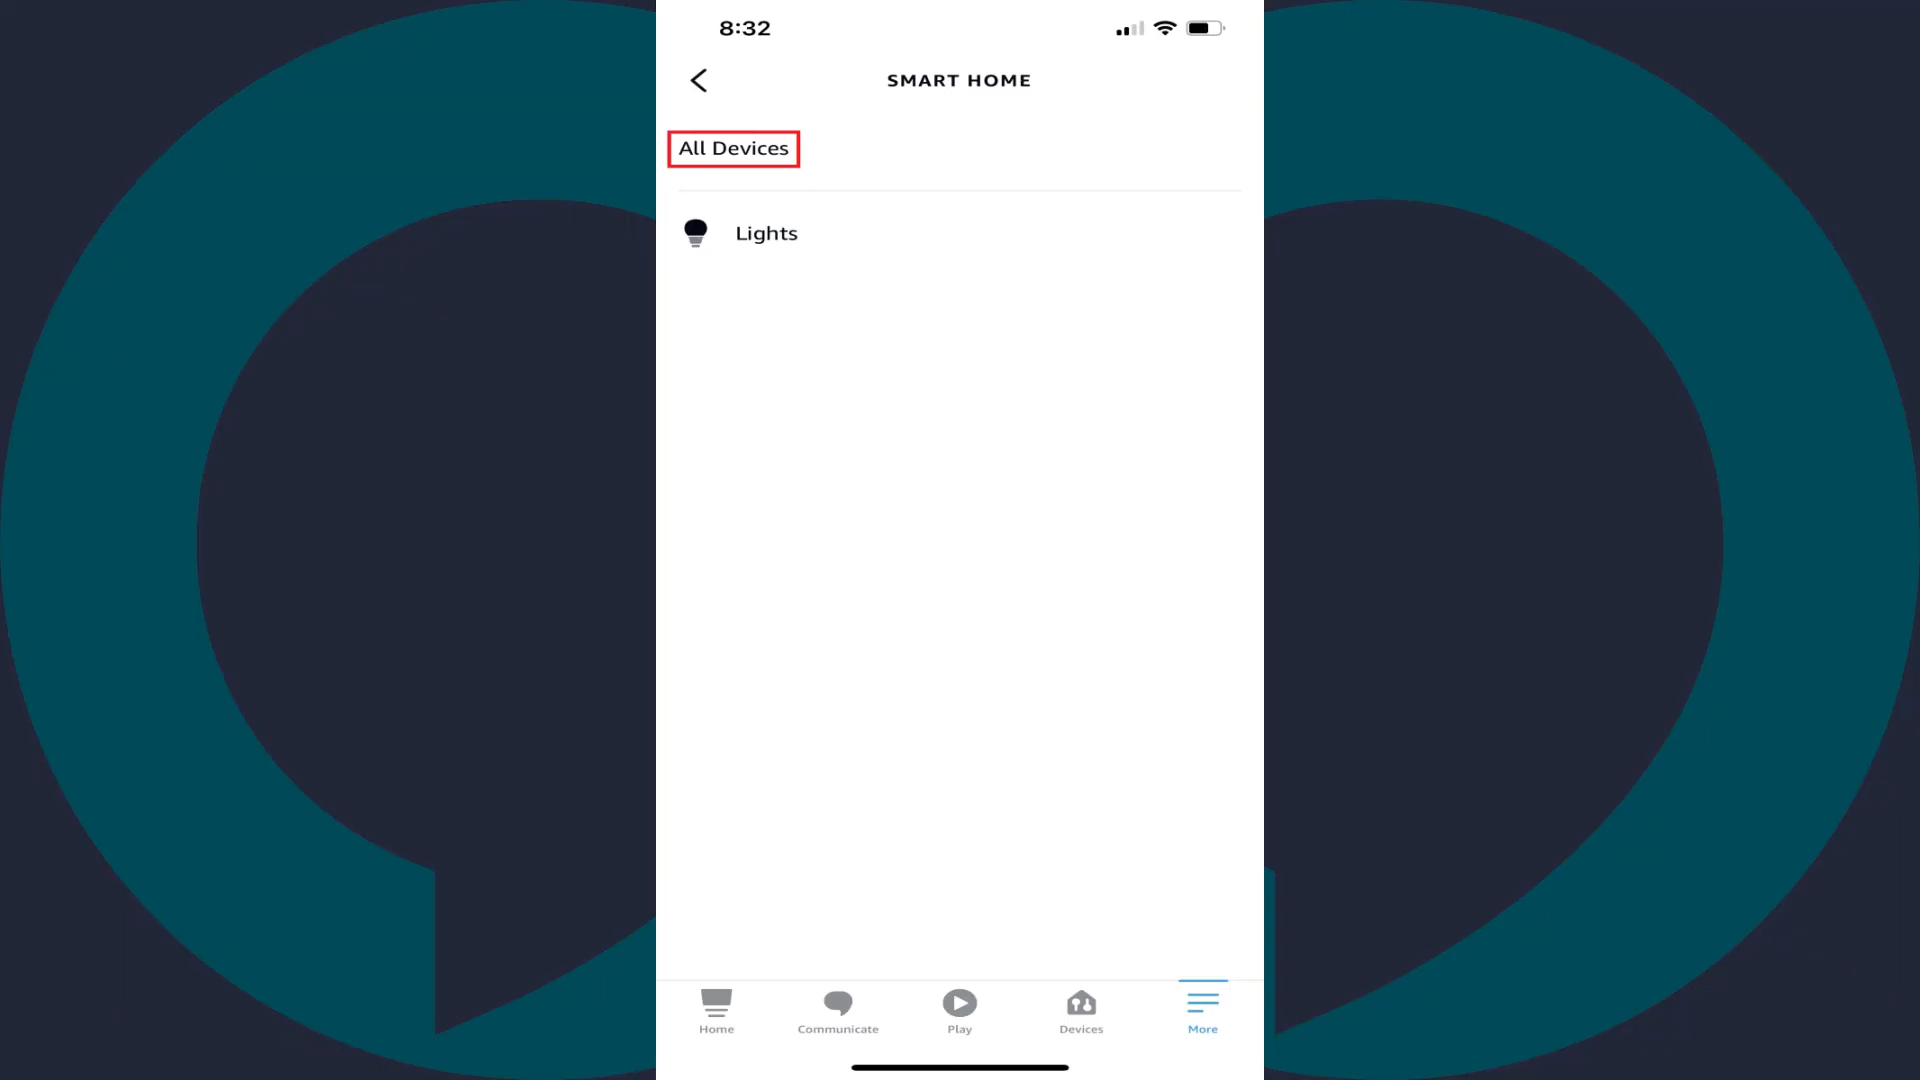 8:32
SMART HOME
All Devices
Lights
Home
Communicate
Play
Devices
More